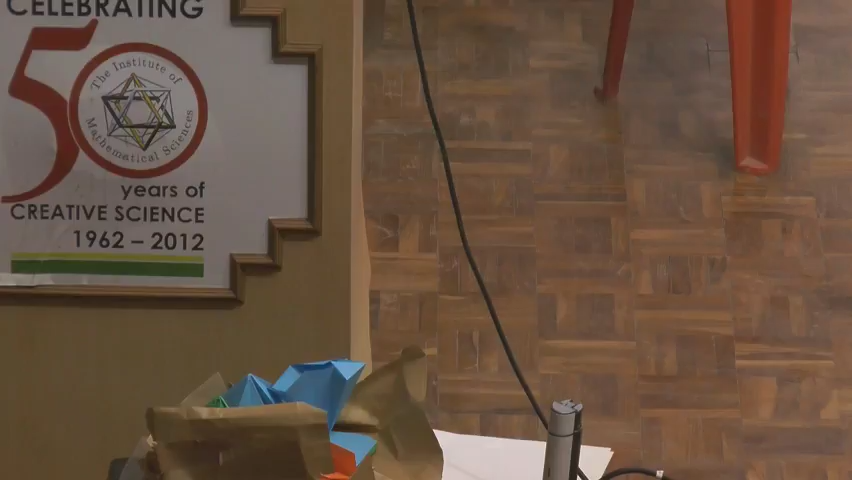 CELEBRATING
50
The Institute of
Mathematical Sciences
years of
CREATIVE SCIENCE
1962 – 2012